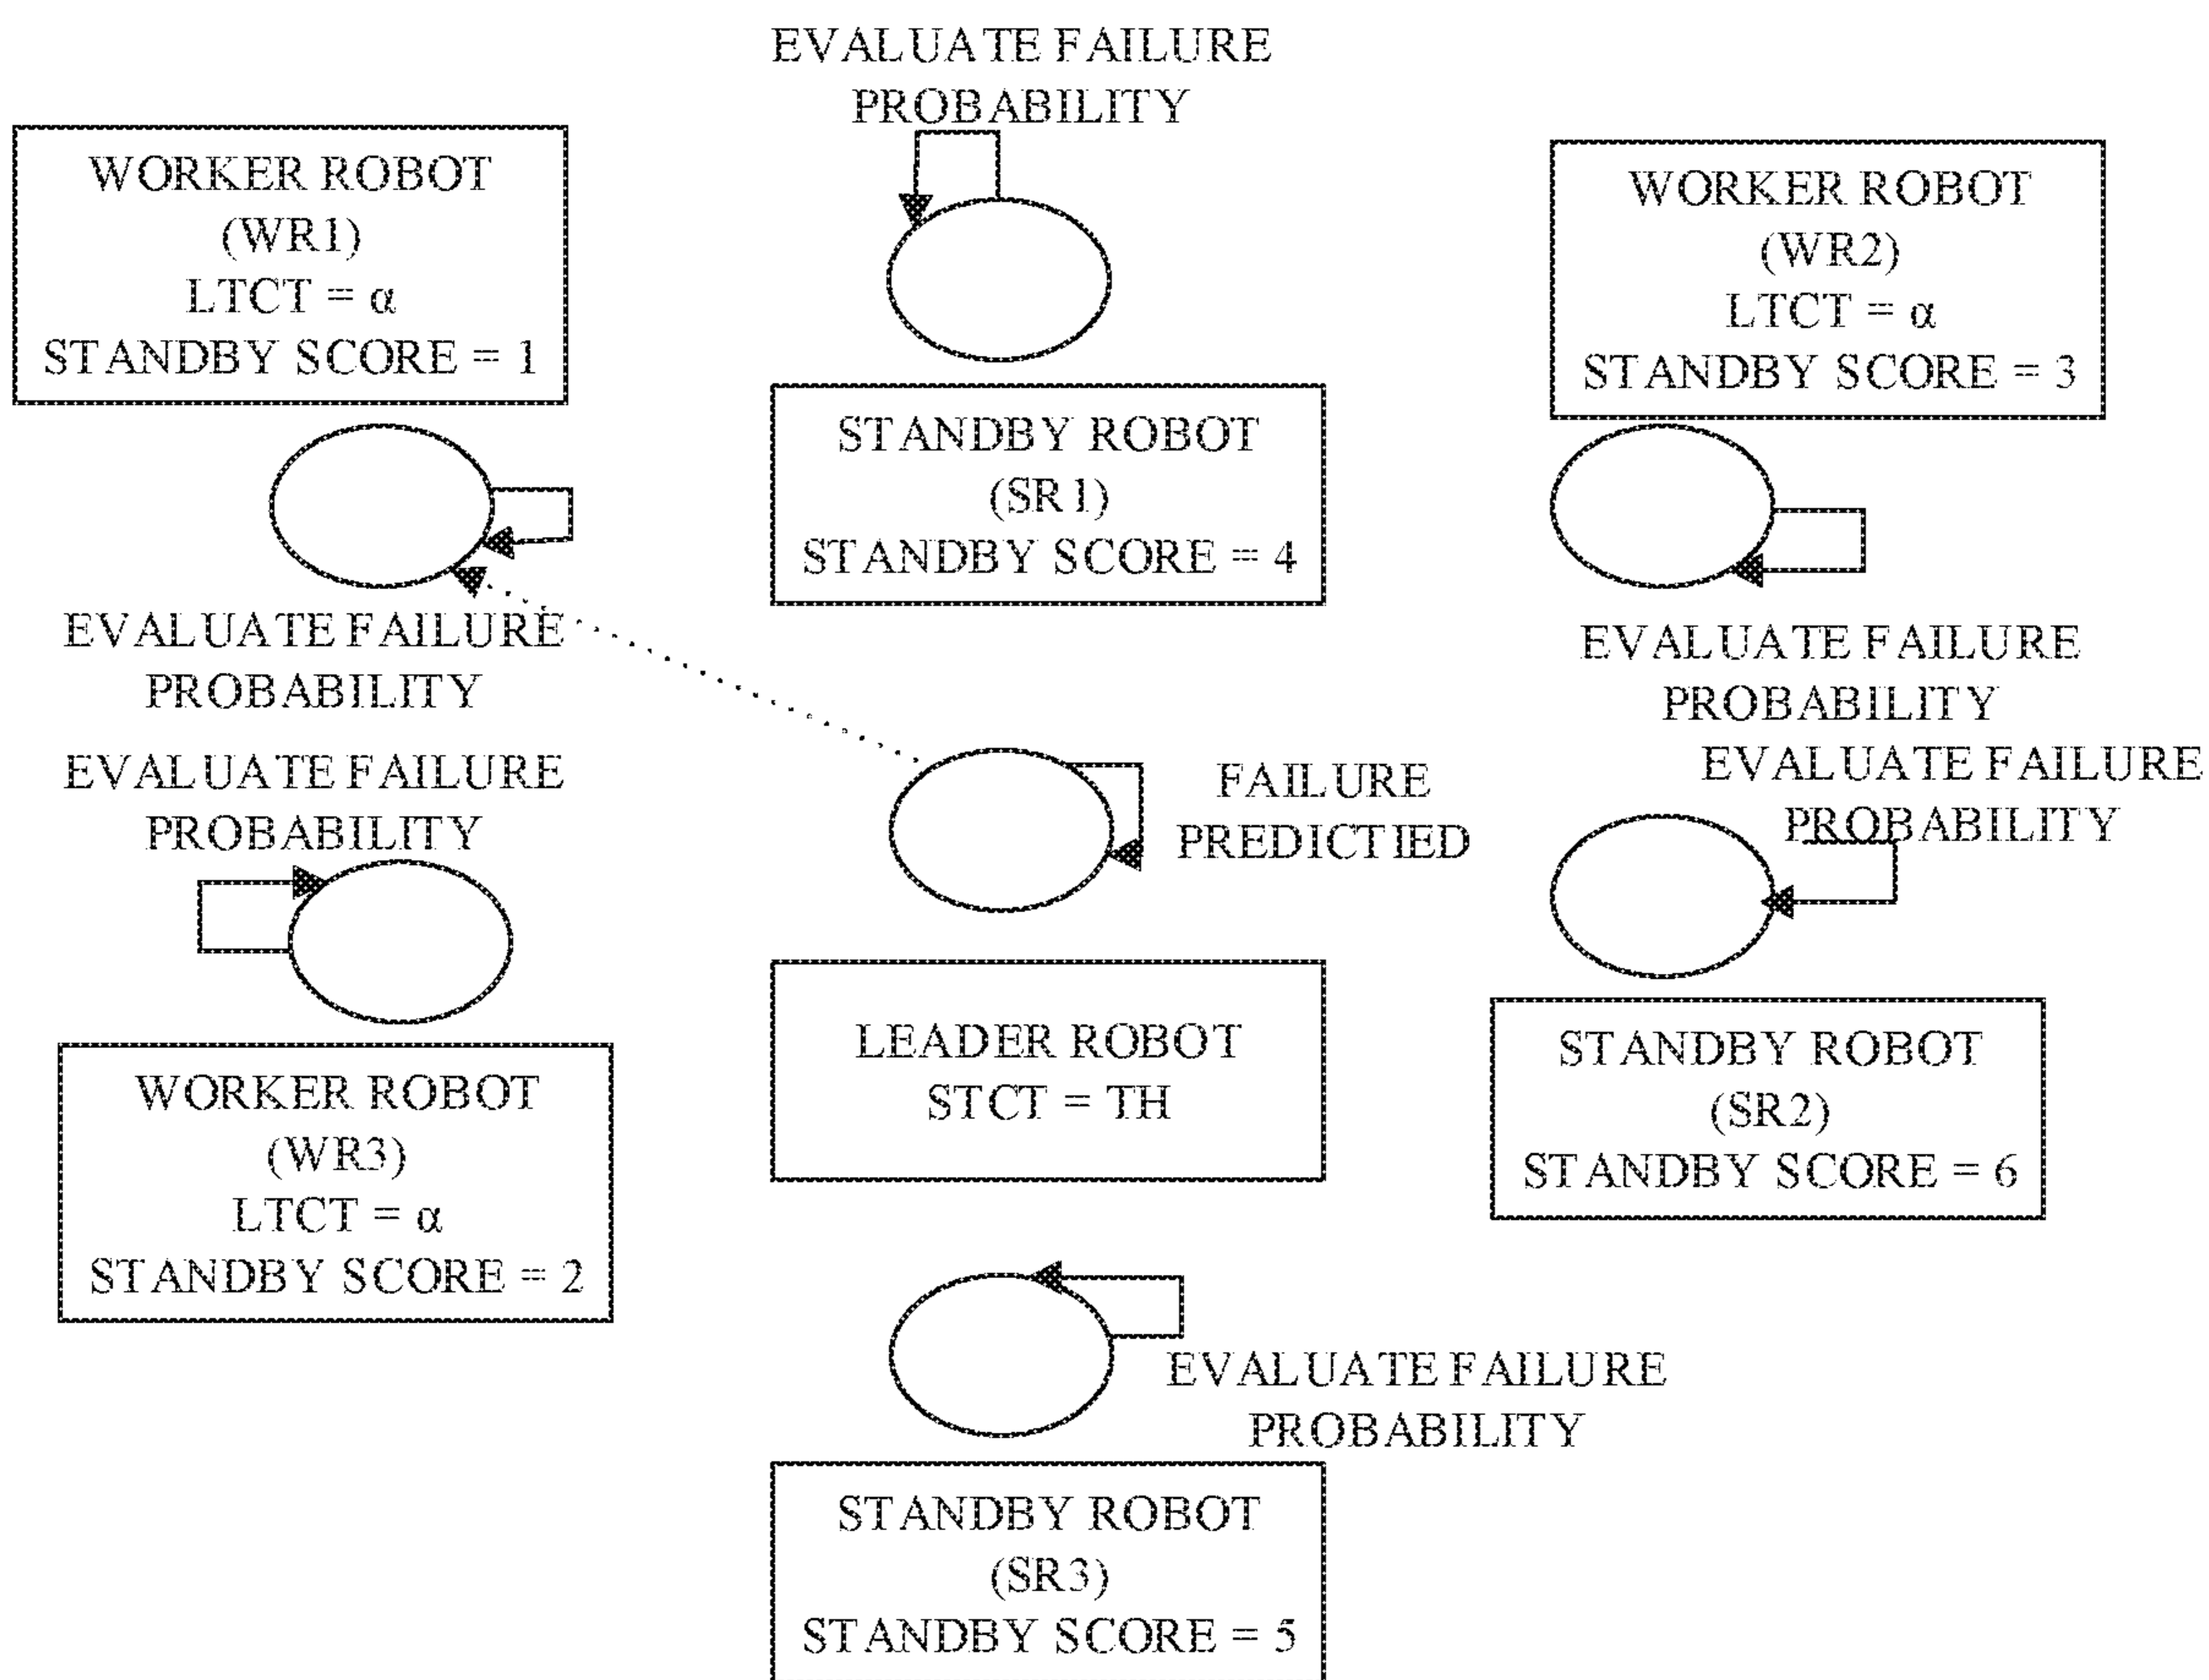 EVALUATE FAILURE
PROBABILITY
WORKER ROBOT
(WR1)
LTCT = α
STANDBY SCORE = 1
WORKER ROBOT
(WR2)
LTCT = α
STANDBY SCORE = 3
STANDBY ROBOT
(SR1)
STANDBY SCORE = 4
EVALUATE FAILURE
PROBABILITY
EVALUATE FAILURE
PROBABILITY
EVALUATE FAILURE
PROBABILITY
FAILURE
PREDICTIED
EVALUATE FAILURE
PROBABILITY
WORKER ROBOT
(WR3)
LTCT = α
STANDBY SCORE = 2
LEADER ROBOT
STCT = TH
STANDBY ROBOT
(SR2)
STANDBY SCORE = 6
EVALUATE FAILURE
PROBABILITY
STANDBY ROBOT
(SR3)
STANDBY SCORE = 5